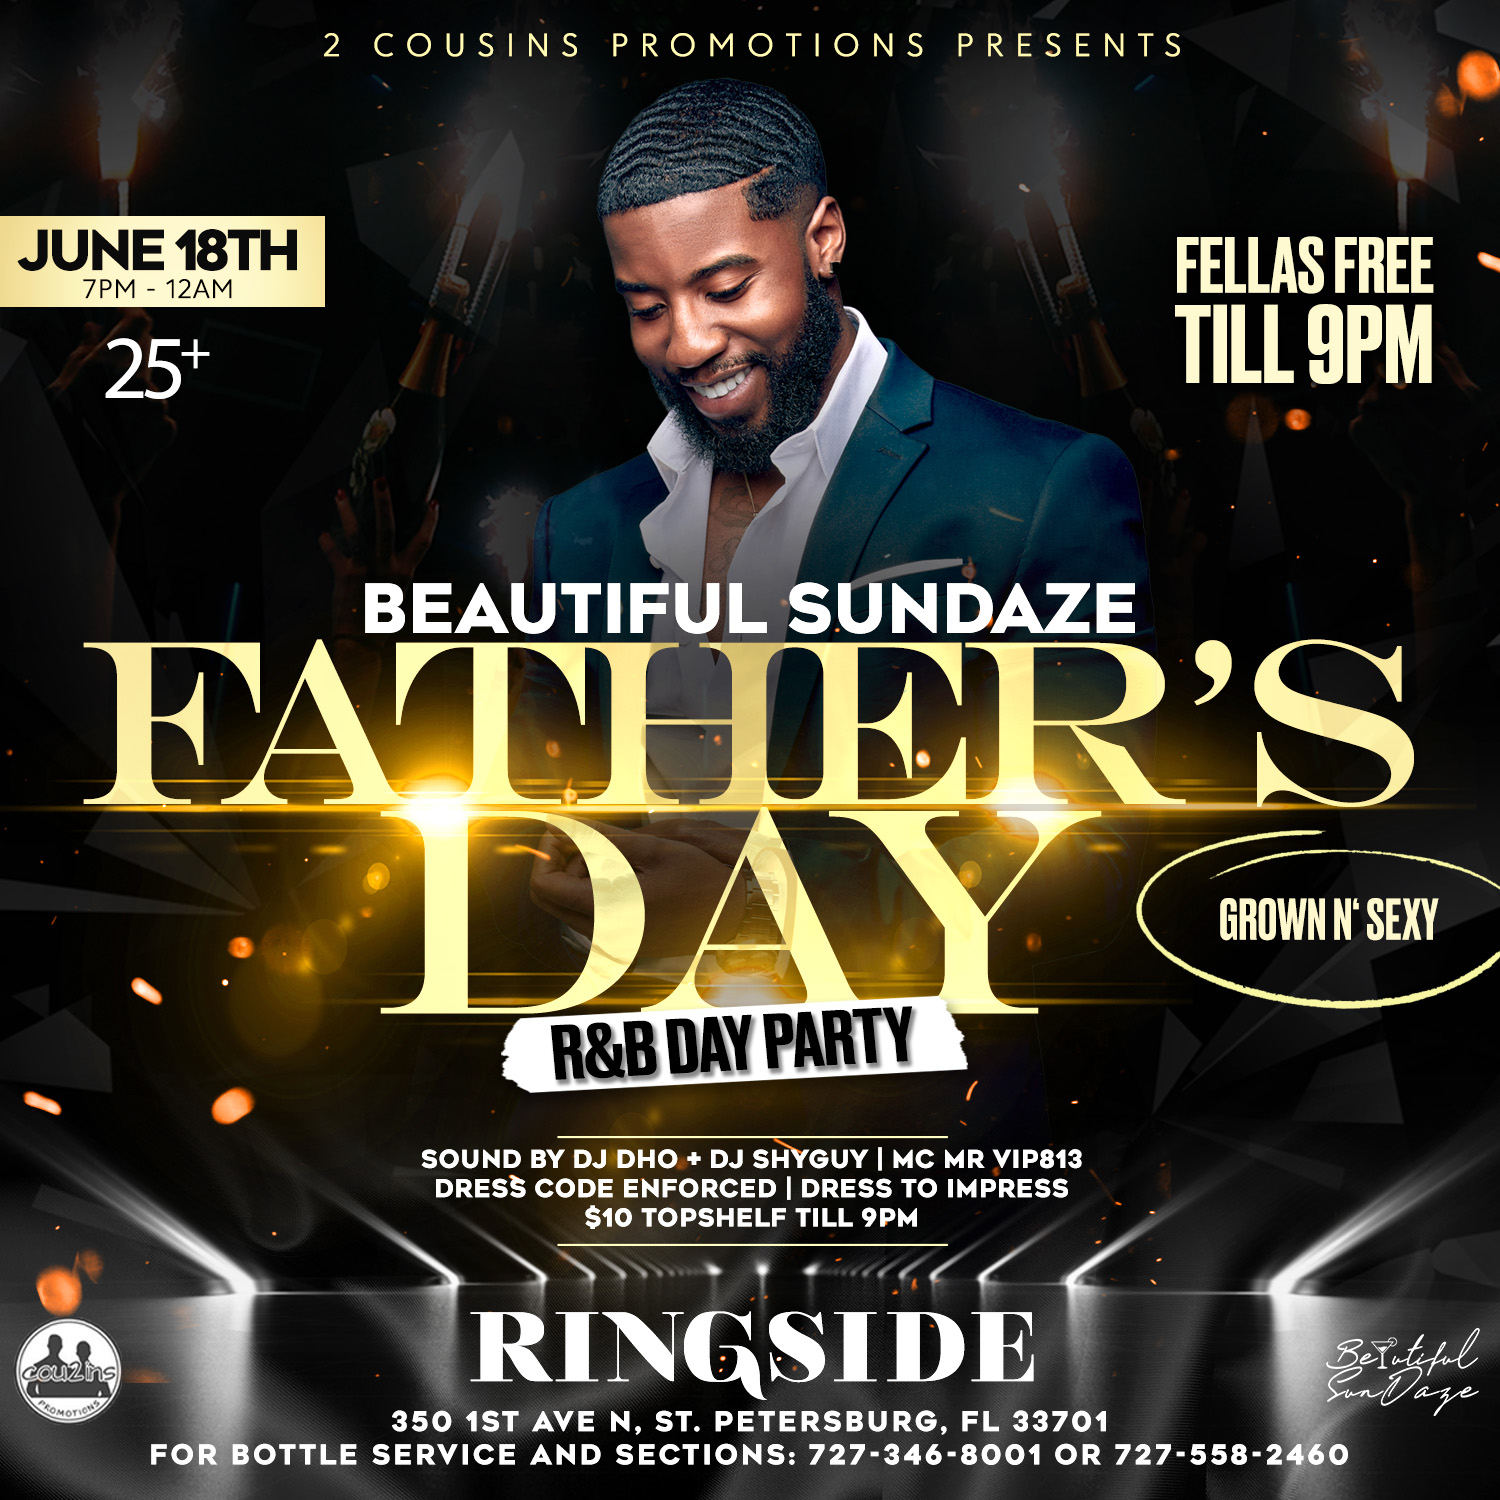 2 COUSINS PROMOTIONS PRESENTS
JUNE 18TH
7PM - 12AM
25+
FELLAS FREE
TILL 9PM
BEAUTIFUL SUNDAZE
FATHER'S
DAY
GROWN N' SEXY
R&B DAY PARTY
SOUND BY DJ DHO + DJ SHYGUY | MC MR VIP813
DRESS CODE ENFORCED | DRESS TO IMPRESS
$10 TOPSHELF TILL 9PM
RINGSIDE
cou2ins
PROMOTIONS
Beautiful
SunDaze
350 1ST AVE N, ST. PETERSBURG, FL 33701
FOR BOTTLE SERVICE AND SECTIONS: 727-346-8001 OR 727-558-2460